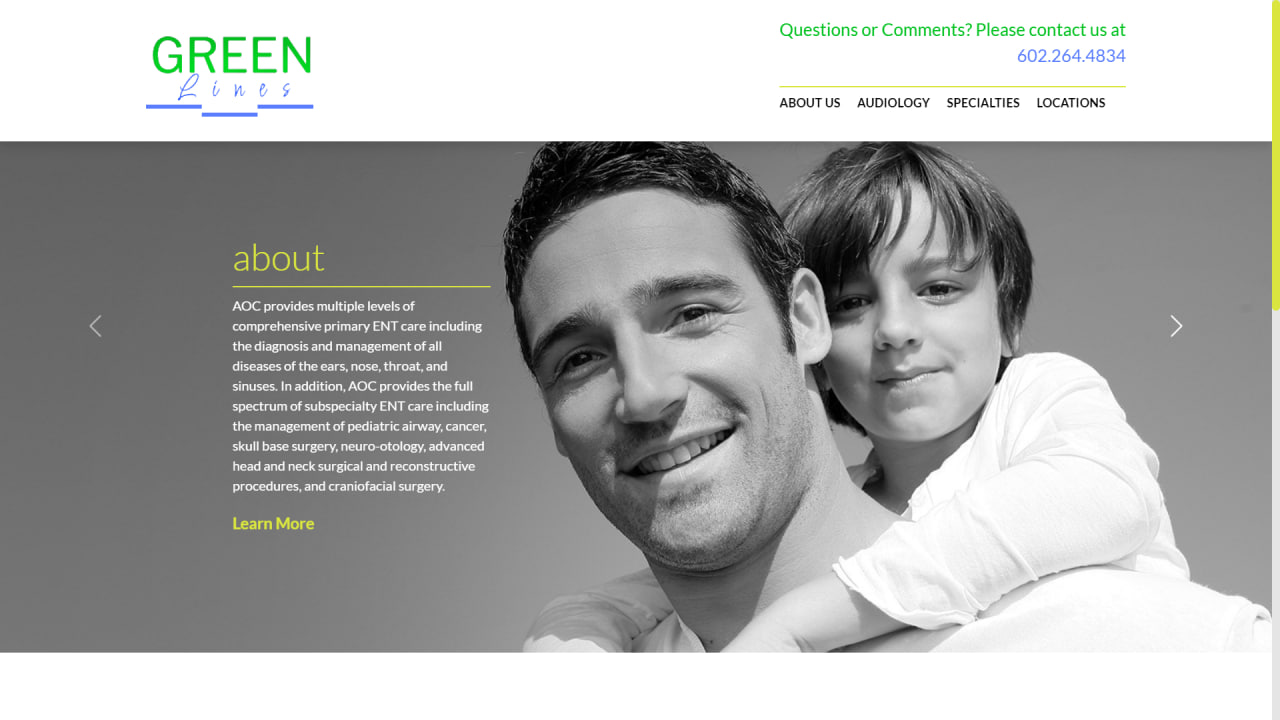 GREEN
Lines
Questions or Comments? Please contact us at
602.264.4834
ABOUT US AUDIOLOGY SPECIALTIES LOCATIONS
about
AOC provides multiple levels of
comprehensive primary ENT care including
the diagnosis and management of all
diseases of the ears, nose, throat, and
sinuses. In addition, AOC provides the full
spectrum of subspecialty ENT care including
the management of pediatric airway, cancer,
skull base surgery, neuro-otology, advanced
head and neck surgical and reconstructive
procedures, and craniofacial surgery.
Learn More